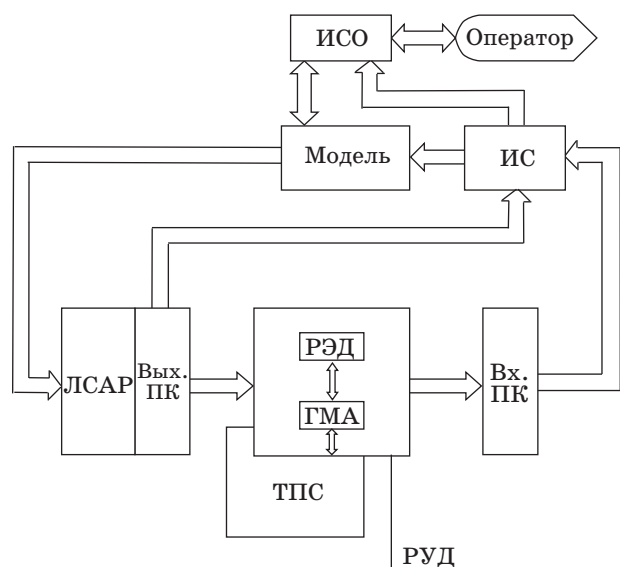 ИСО
Оператор
Модель
ИС
ЛСАР
Вых.
ПК
РЭД
ГМА
Вх.
ПК
ТПС
РУД